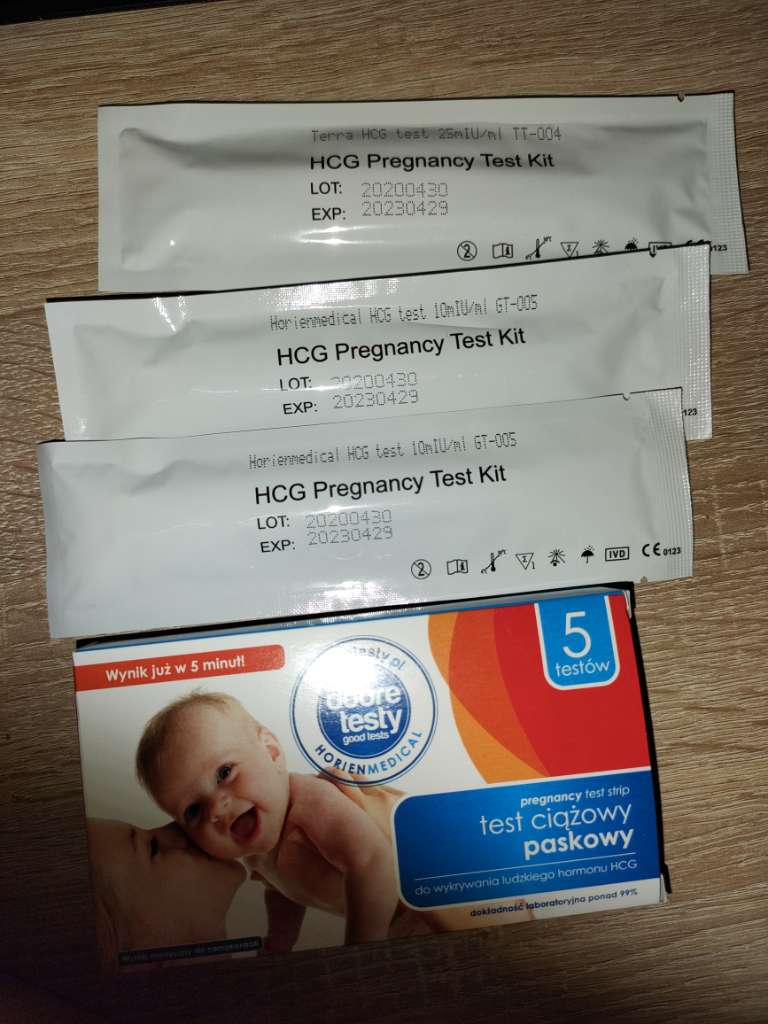 Terra HCG test 25mIU/ml TT-004
HCG Pregnancy Test Kit
LOT: 20200430
EXP: 20230429
0123
Horienmedical HCG test 10mIU/ml GT-005
HCG Pregnancy Test Kit
LOT: 20200430
EXP: 20230429
123
Horienmedical HCG test 10mIU/ml GT-005
HCG Pregnancy Test Kit
LOT: 20200430
EXP: 20230429
IVD CE 0123
Wynik już w 5 minut!
5
testów
dobre
testy
good tests
HORIENMEDICAL
pregnancy test strip
test ciążowy
paskowy
do wykrywania ludzkiego hormonu HCG
dokładność laboratoryjna ponad 99%